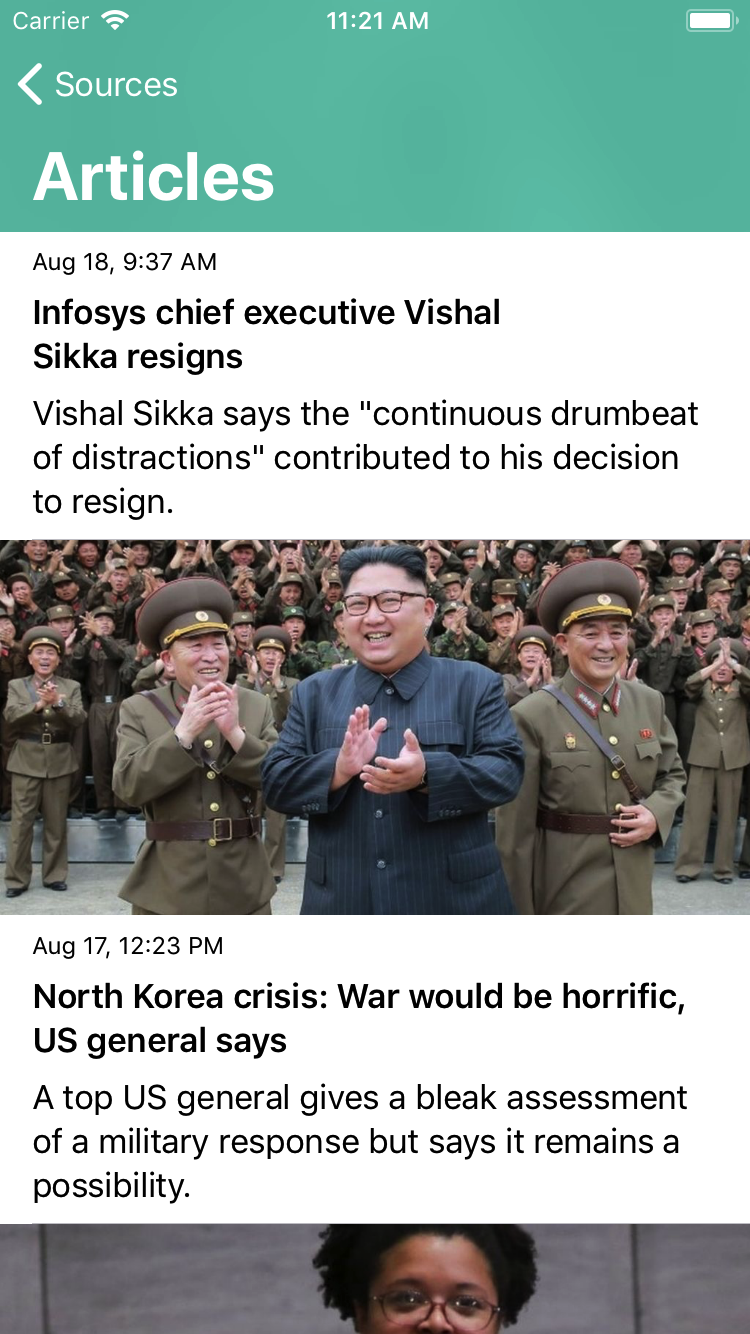 Carrier 11:21 AM
Sources
Articles
Aug 18, 9:37 AM
Infosys chief executive Vishal
Sikka resigns
Vishal Sikka says the "continuous drumbeat
of distractions" contributed to his decision
to resign.
Aug 17, 12:23 PM
North Korea crisis: War would be horrific,
US general says
A top US general gives a bleak assessment
of a military response but says it remains a
possibility.